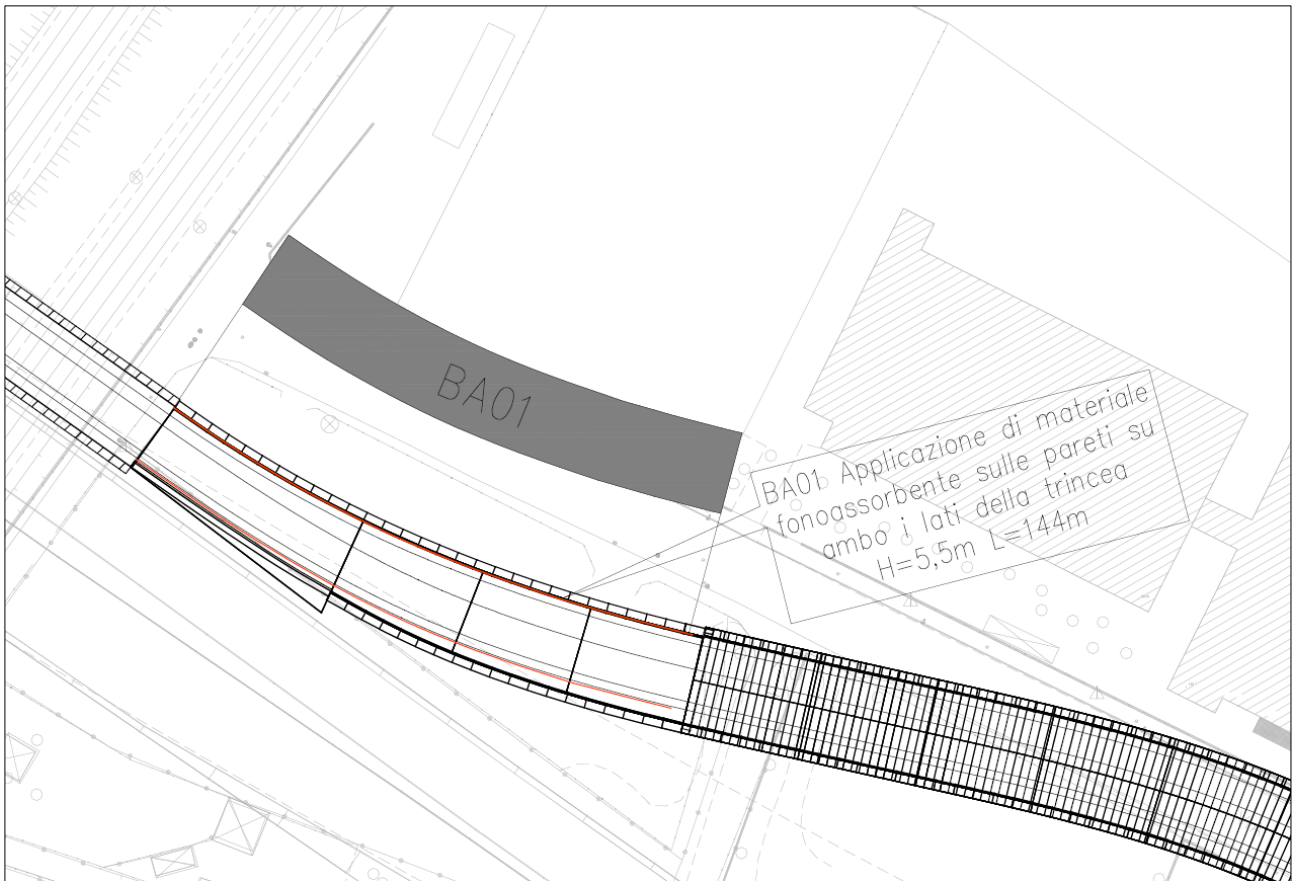 BA01
BA01 Applicazione di materiale
fonoassorbente sulle pareti su
ambo i lati della trincea
H=5,5m L=144m